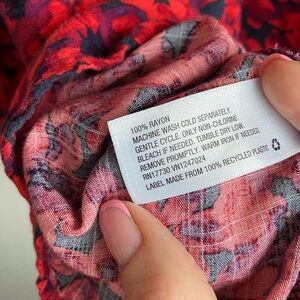 100% RAYON
MACHINE WASH COLD SEPARATELY.
GENTLE CYCLE. ONLY NON-CHLORINE
BLEACH IF NEEDED. TUMBLE DRY LOW.
REMOVE PROMPTLY. WARM IRON IF NEEDED.
RN17730 VN1247024
LABEL MADE FROM 100% RECYCLED PLASTIC